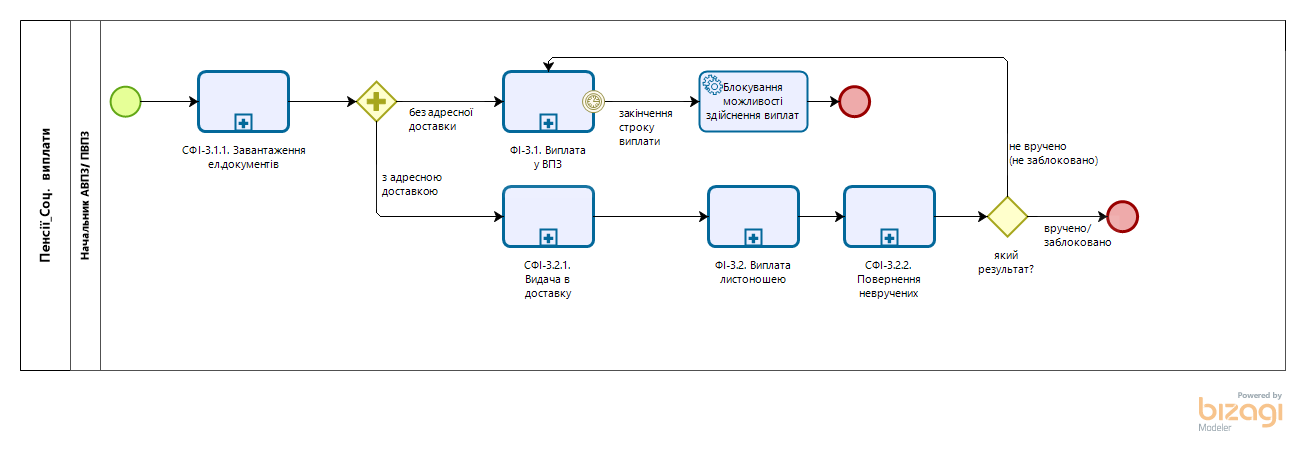 Пенсії_Соц. виплати
Начальник АВПЗ/ ПВПЗ
СФІ-3.1.1. Завантаження
ел.документів
без адресної
доставки
з адресною
доставкою
ФІ-3.1. Виплата
у ВПЗ
закінчення
строку
виплати
Блокування
можливості
здійснення виплат
СФІ-3.2.1.
Видача в
доставку
ФІ-3.2. Виплата
листоношею
СФІ-3.2.2.
Повернення
невручених
який
результат?
не вручено
(не заблоковано)
вручено/
заблоковано
Powered by
bizagi
Modeler